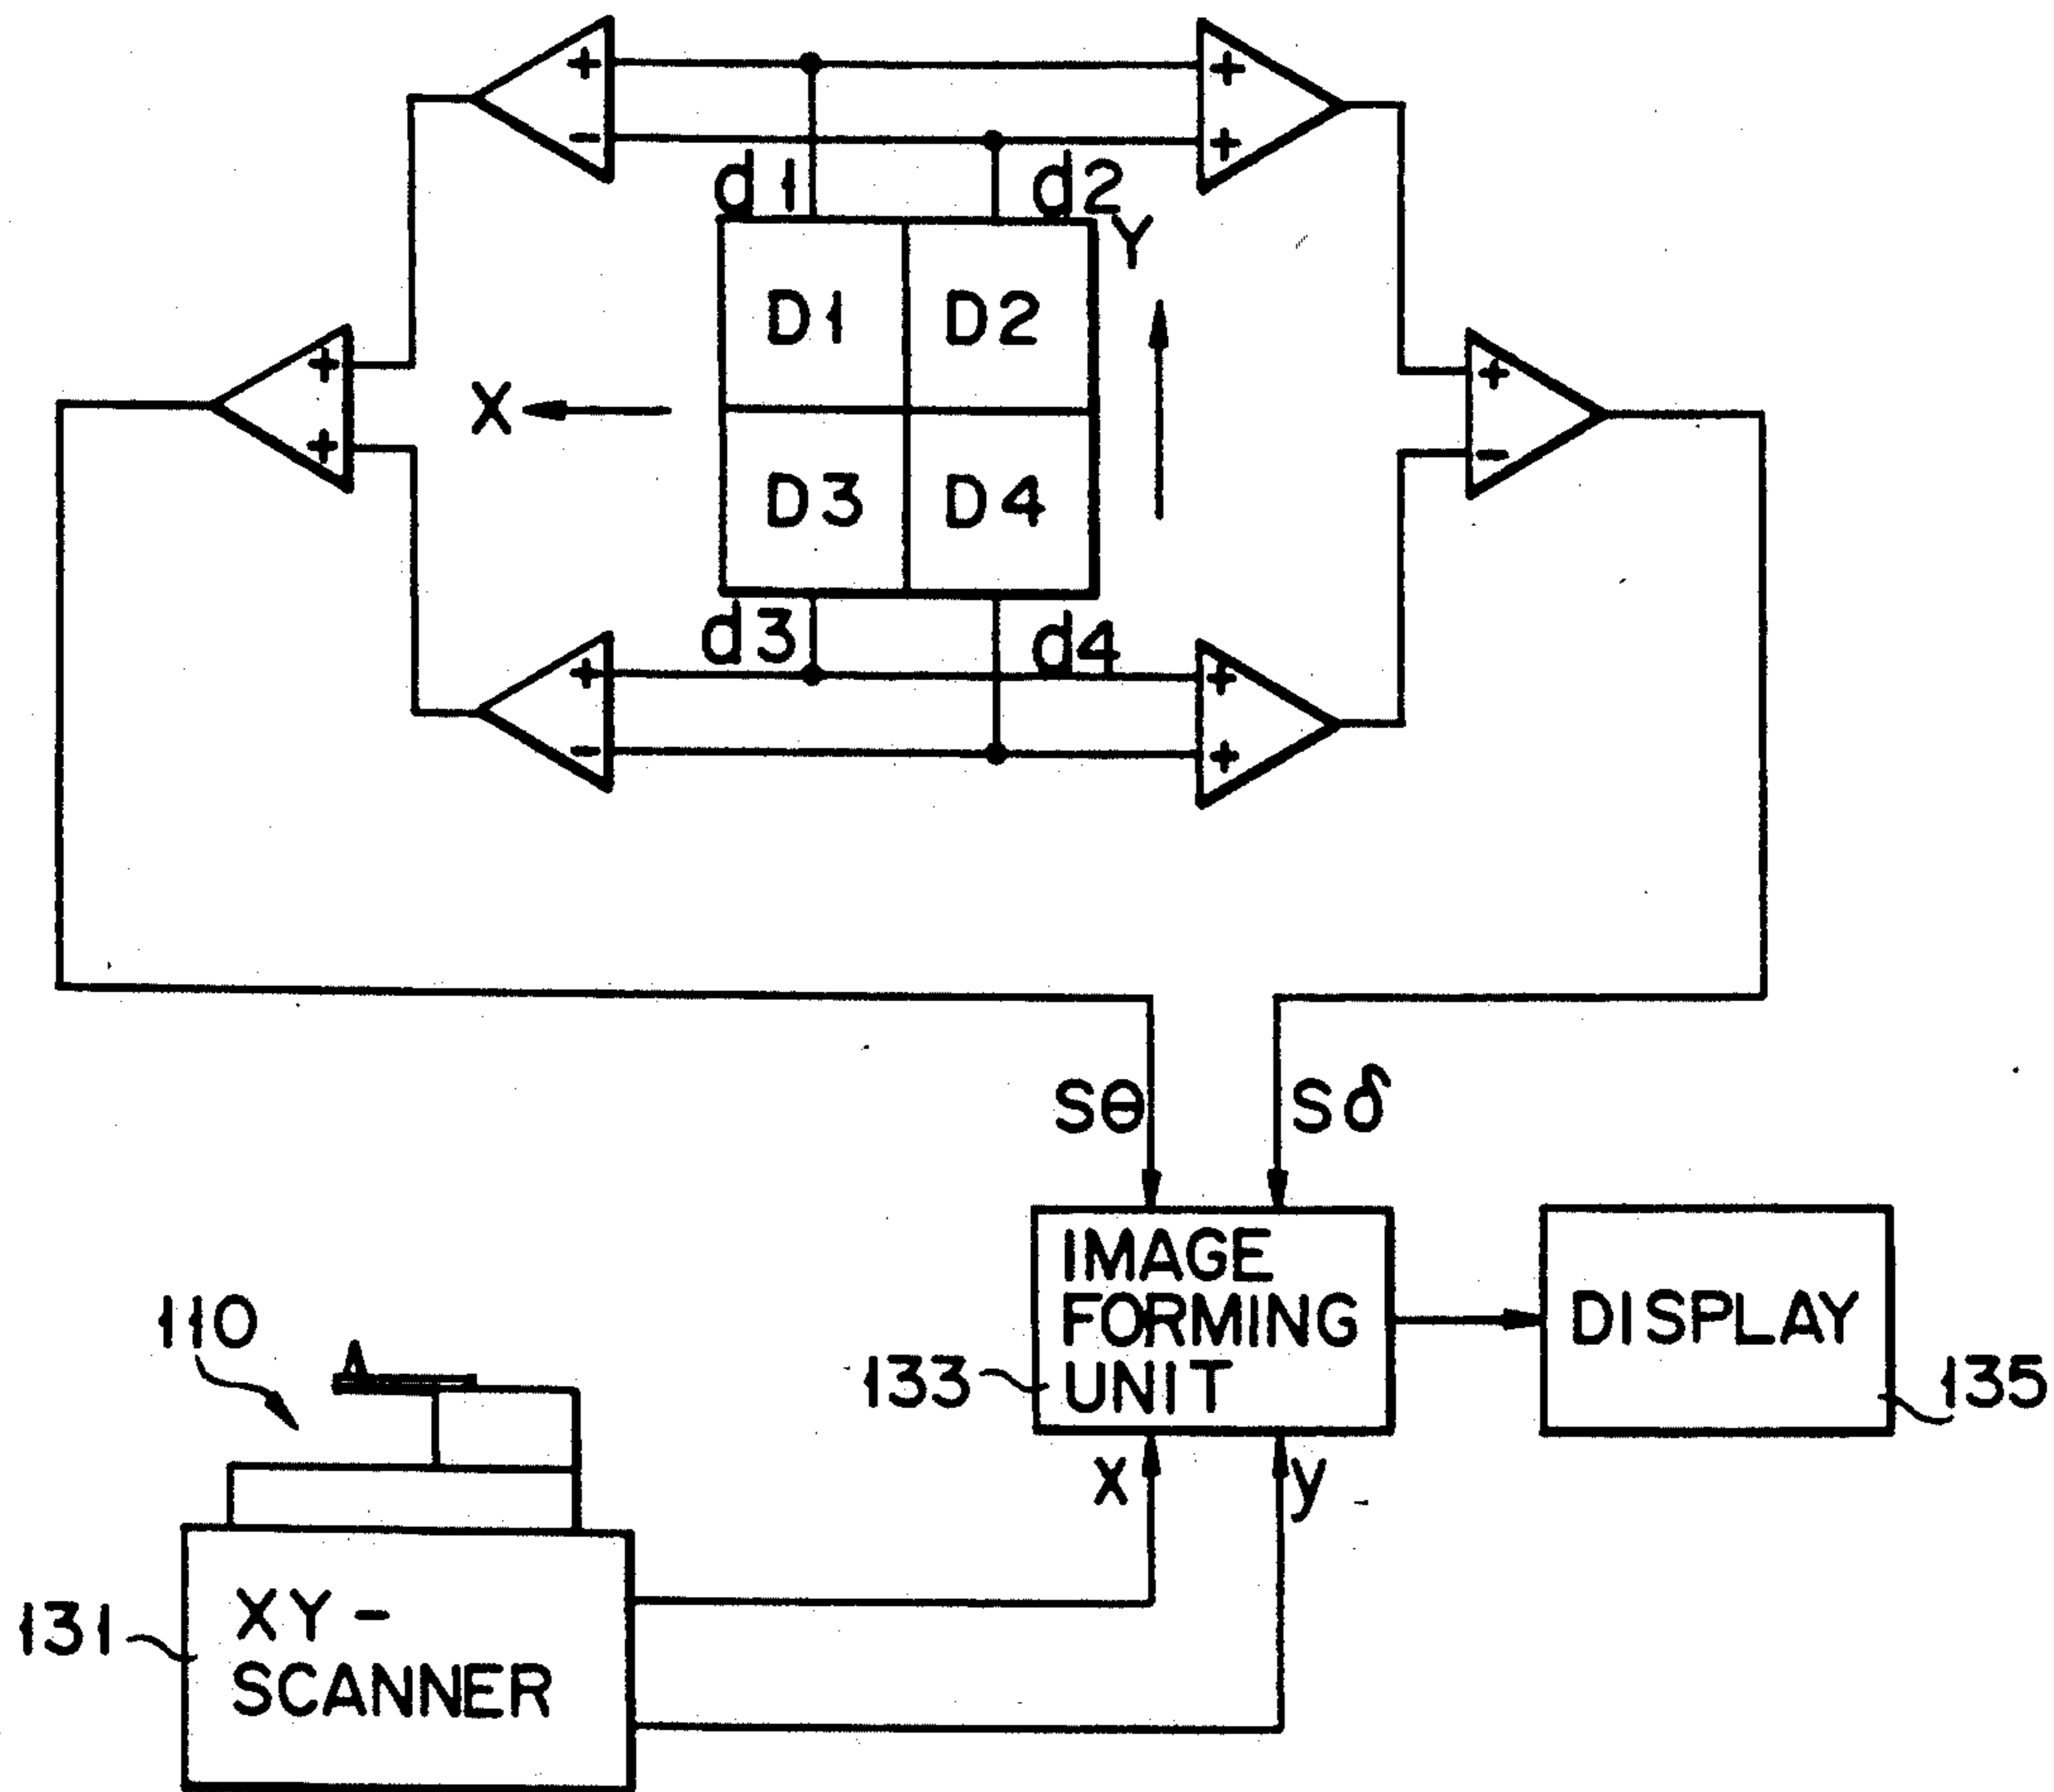 + +
- +
d1 d2
Y
D1 D2
+ +
X
+ -
D3 D4
d3 d4
+ +
- +
Sθ Sδ
IMAGE
FORMING
UNIT
DISPLAY
110
133
135
x y
131
XY-
SCANNER